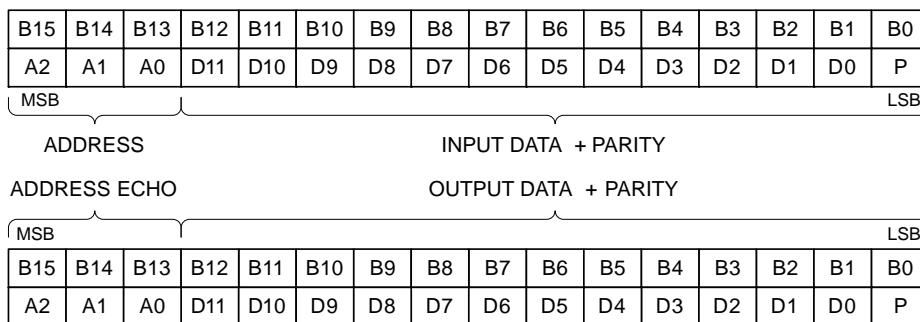 B15 B14 B13 B12 B11 B10 B9 B8 B7 B6 B5 B4 B3 B2 B1 B0
A2 A1 A0 D11 D10 D9 D8 D7 D6 D5 D4 D3 D2 D1 D0 P
MSB LSB
ADDRESS INPUT DATA + PARITY
ADDRESS ECHO OUTPUT DATA + PARITY
MSB LSB
B15 B14 B13 B12 B11 B10 B9 B8 B7 B6 B5 B4 B3 B2 B1 B0
A2 A1 A0 D11 D10 D9 D8 D7 D6 D5 D4 D3 D2 D1 D0 P